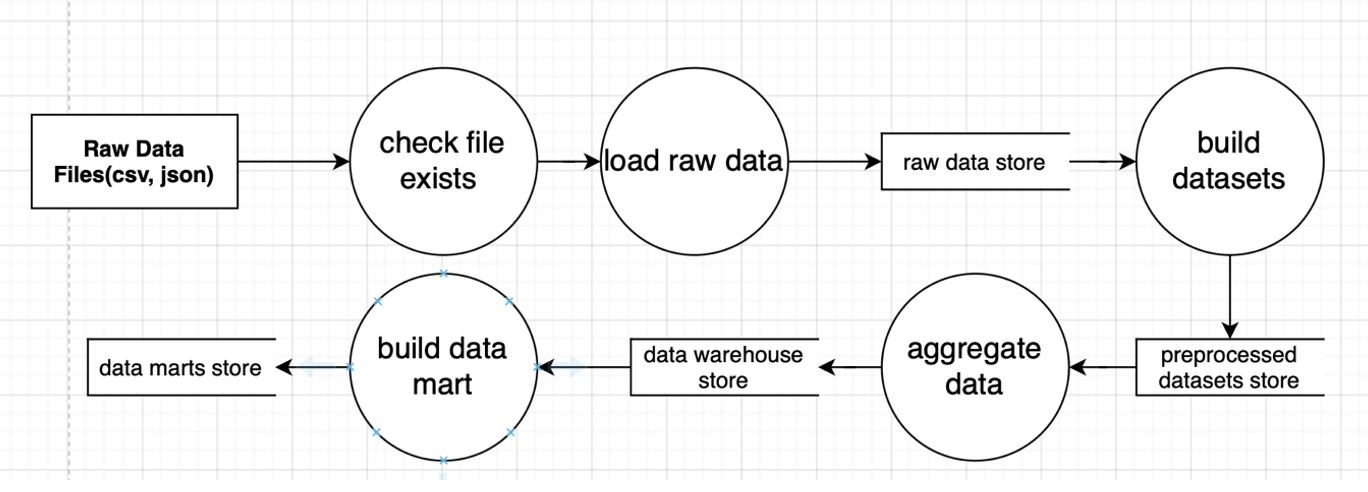 Raw Data
Files(csv, json)
check file
exists
load raw data
raw data store
build
datasets
data marts store
build data
mart
data warehouse
store
aggregate
data
preprocessed
datasets store